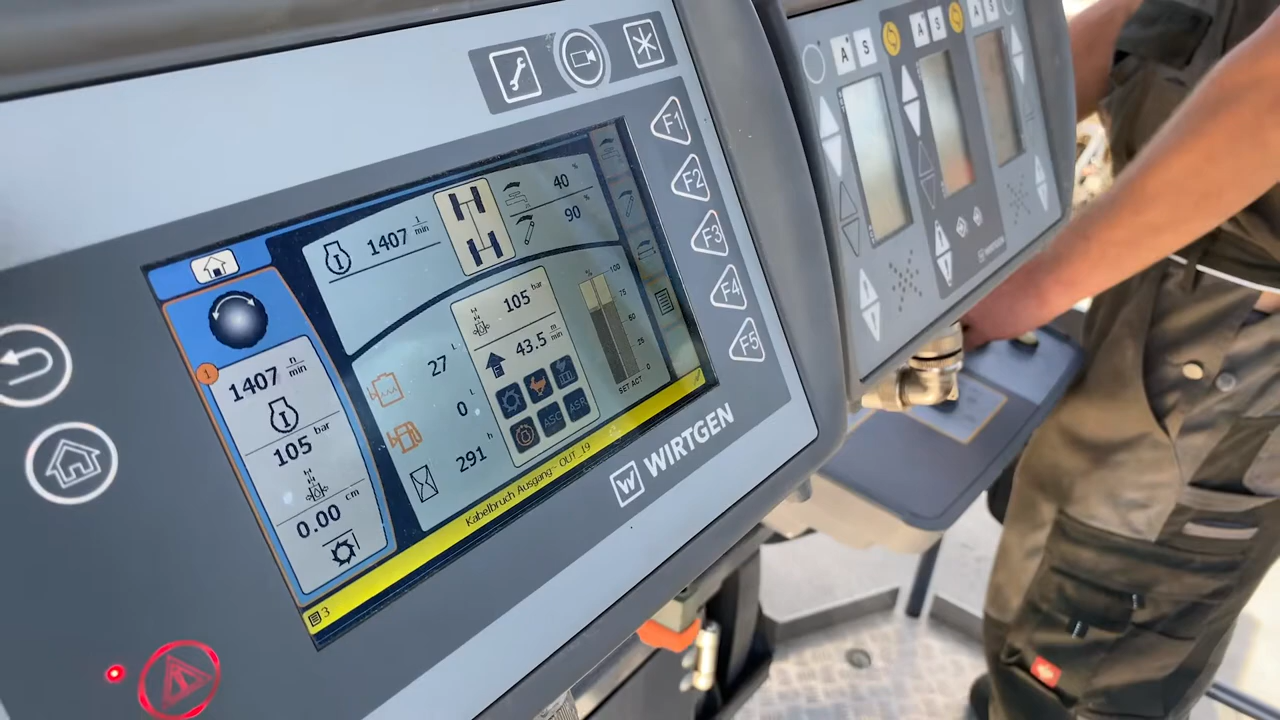 F1
F2
F3
F4
F5
A S
A S
A S
1407 1/min
40 %
90 %
1
1407 n/min
105 bar
0.00 cm
105 bar
43.5 m/min
27 L
0 L
291 h
ASC
ASR
% 100
75
50
25
0
SET ACT
Kabelbruch Ausgang~ OUT_19
3
WIRTGEN
WIRTGEN